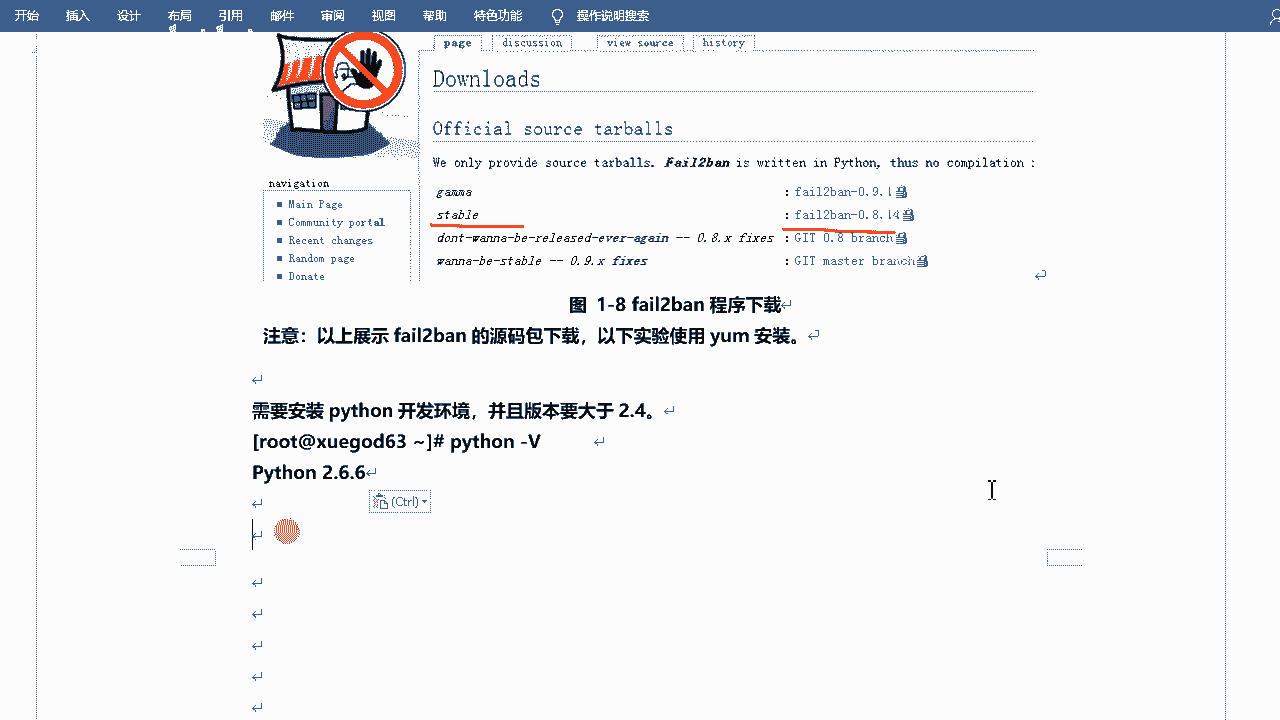 开始 插入 设计 布局 引用 邮件 审阅 视图 帮助 特色功能 操作说明搜索
page discussion view source history
Downloads
Official source tarballs
We only provide source tarballs. Fail2ban is written in Python, thus no compilation :
navigation
Main Page
Community portal
Recent changes
Random page
Donate
gamma : fail2ban-0.9.1
stable : fail2ban-0.8.14
dont-wanna-be-released-ever-again -- 0.8.x fixes : GIT 0.8 branch
wanna-be-stable -- 0.9.x fixes : GIT master branch
图 1-8 fail2ban 程序下载
注意：以上展示 fail2ban 的源码包下载，以下实验使用 yum 安装。
需要安装 python 开发环境，并且版本要大于 2.4。
[root@xuegod63 ~]# python -V
Python 2.6.6
(Ctrl)